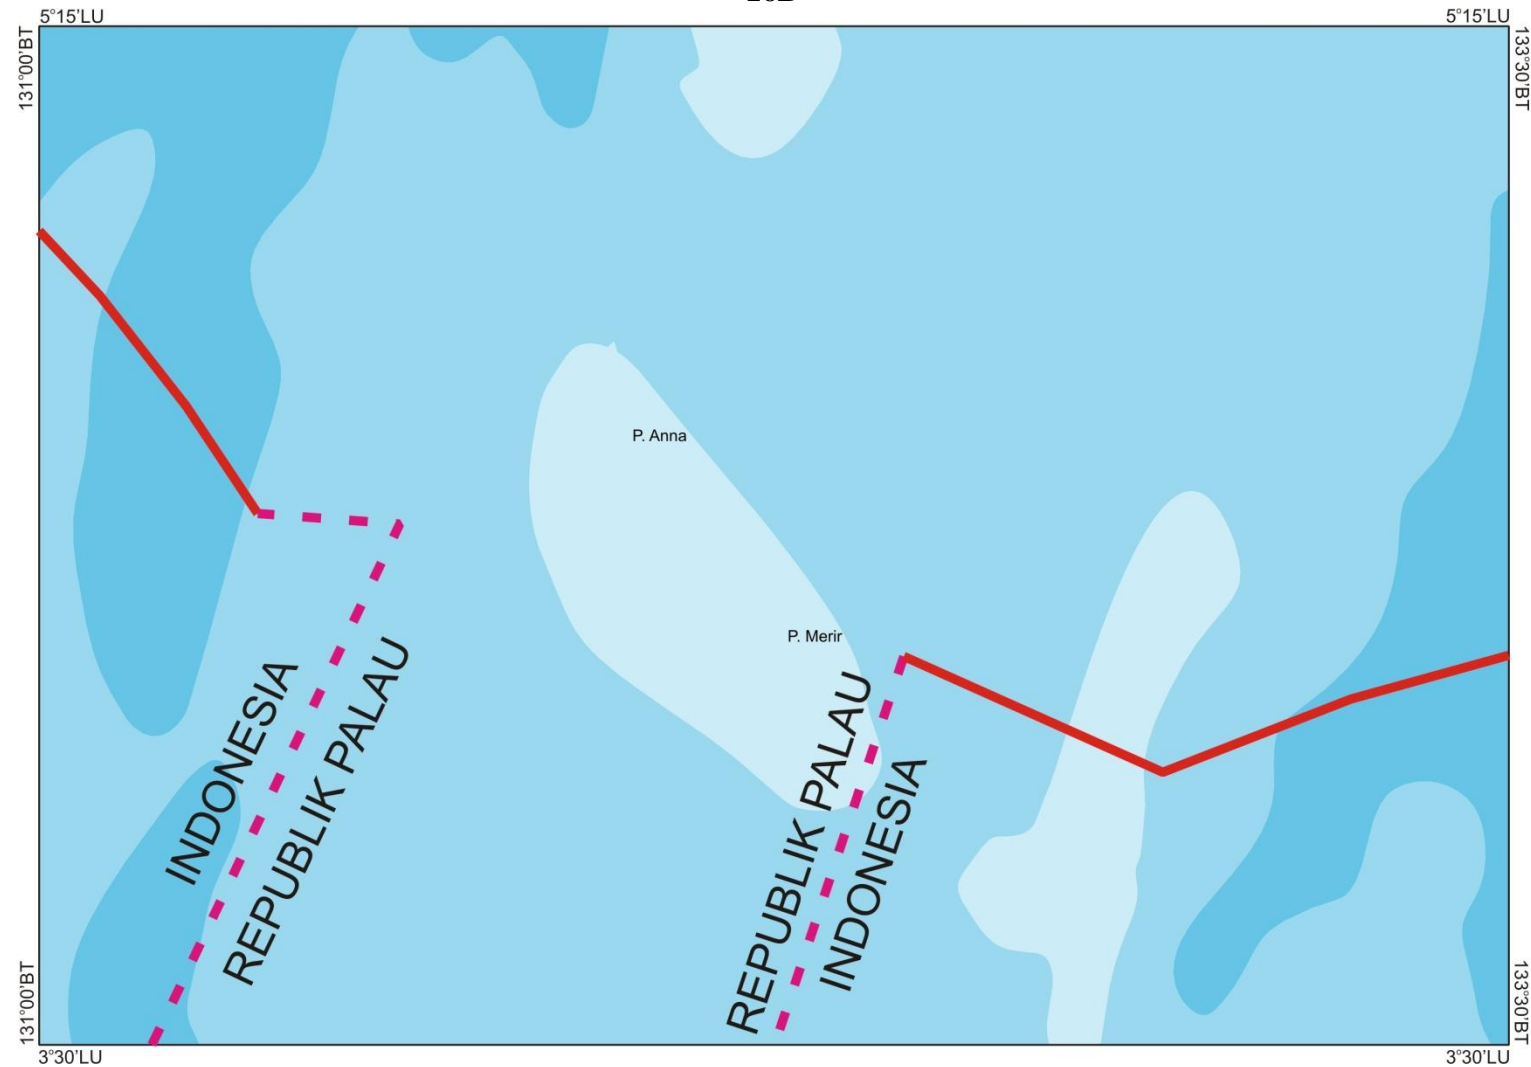 5°15’LU
5°15’LU
131°00’BT
133°30’BT
P. Anna
P. Merir
INDONESIA
REPUBLIK PALAU
REPUBLIK PALAU
INDONESIA
131°00’BT
133°30’BT
3°30’LU
3°30’LU